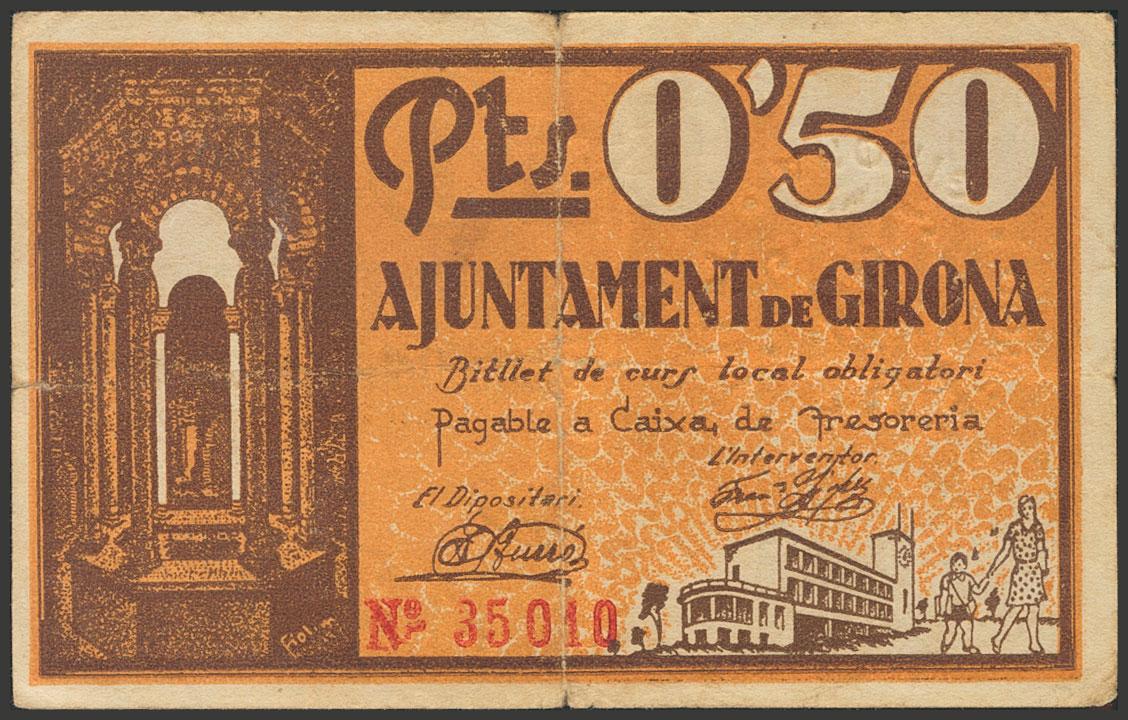 Pts. 0'50
AJUNTAMENT DE GIRONA
Bitllet de curs local obligatori
Pagable a Caixa, de Tresoreria
L'Interventor.
El Dipositari.
Nº 35010